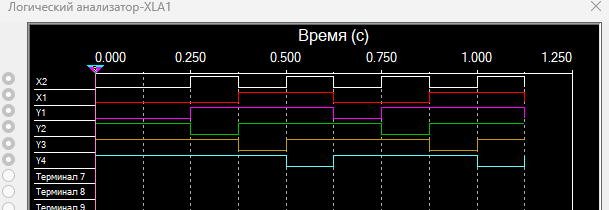 Логический анализатор-XLA1
Время (с)
0.000 0.250 0.500 0.750 1.000 1.250
X2
X1
Y1
Y2
Y3
Y4
Терминал 7
Терминал 8
Терминал 9